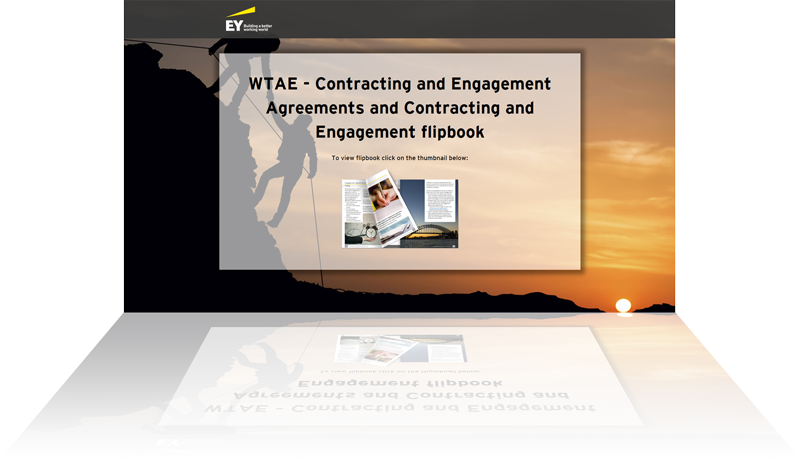 EY
Building a better
working world
WTAE - Contracting and Engagement
Agreements and Contracting and
Engagement flipbook
To view flipbook click on the thumbnail below: